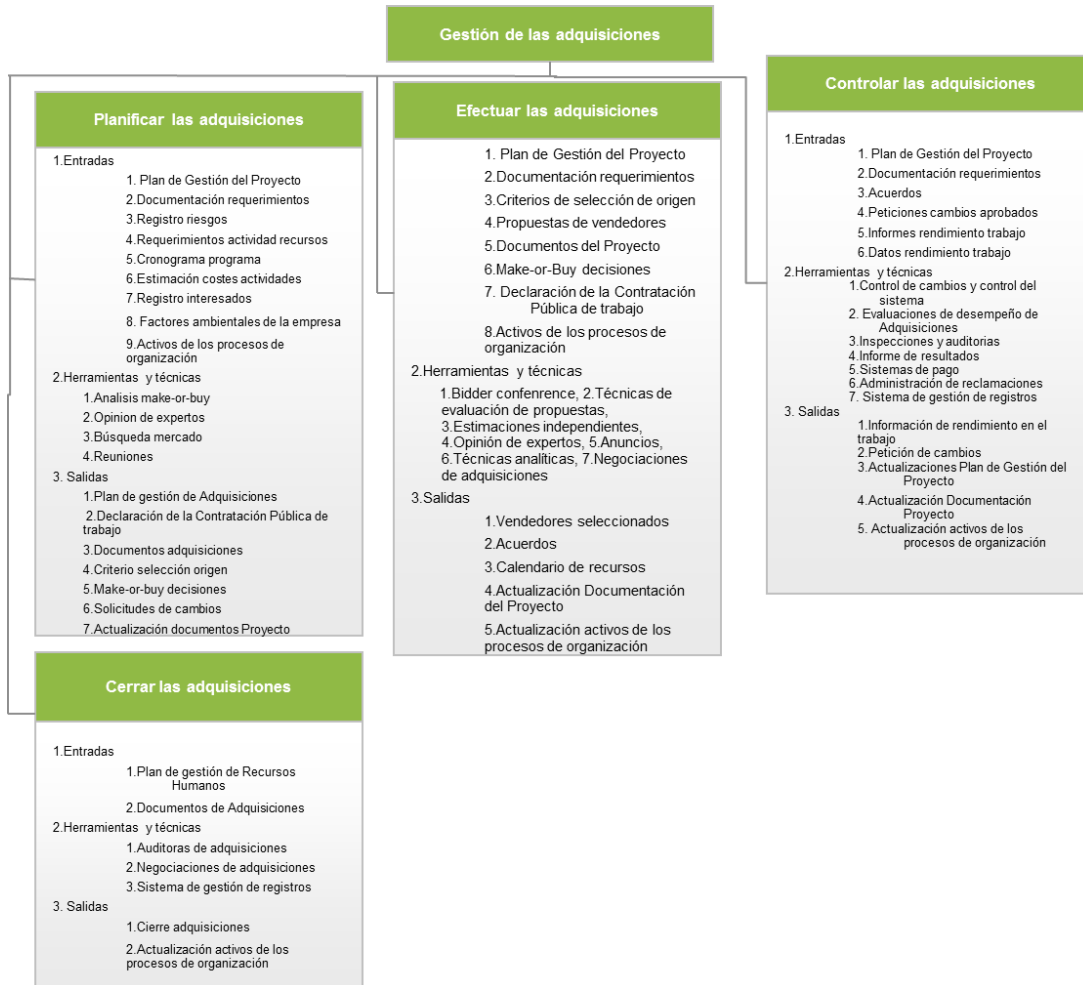 Gestión de las adquisiciones
Planificar las adquisiciones
1.Entradas
1. Plan de Gestión del Proyecto
2.Documentación requerimientos
3.Registro riesgos
4.Requerimientos actividad recursos
5.Cronograma programa
6.Estimación costes actividades
7.Registro interesados
8. Factores ambientales de la empresa
9.Activos de los procesos de
organización
2.Herramientas y técnicas
1.Analisis make-or-buy
2.Opinion de expertos
3.Búsqueda mercado
4.Reuniones
3. Salidas
1.Plan de gestión de Adquisiciones
2.Declaración de la Contratación Pública de
trabajo
3.Documentos adquisiciones
4.Criterio selección origen
5.Make-or-buy decisiones
6.Solicitudes de cambios
7.Actualización documentos Proyecto
Efectuar las adquisiciones
1. Plan de Gestión del Proyecto
2.Documentación requerimientos
3.Criterios de selección de origen
4.Propuestas de vendedores
5.Documentos del Proyecto
6.Make-or-Buy decisiones
7. Declaración de la Contratación
Pública de trabajo
8.Activos de los procesos de
organización
2.Herramientas y técnicas
1.Bidder confenrence, 2.Técnicas de
evaluación de propuestas,
3.Estimaciones independientes,
4.Opinión de expertos, 5.Anuncios,
6.Técnicas analíticas, 7.Negociaciones
de adquisiciones
3.Salidas
1.Vendedores seleccionados
2.Acuerdos
3.Calendario de recursos
4.Actualización Documentación
del Proyecto
5.Actualización activos de los
procesos de organización
Controlar las adquisiciones
1.Entradas
1. Plan de Gestión del Proyecto
2.Documentación requerimientos
3.Acuerdos
4.Peticiones cambios aprobados
5.Informes rendimiento trabajo
6.Datos rendimiento trabajo
2.Herramientas y técnicas
1.Control de cambios y control del
sistema
2. Evaluaciones de desempeño de
Adquisiciones
3.Inspecciones y auditorias
4.Informe de resultados
5.Sistemas de pago
6.Administración de reclamaciones
7. Sistema de gestión de registros
3. Salidas
1.Información de rendimiento en el
trabajo
2.Petición de cambios
3.Actualizaciones Plan de Gestión del
Proyecto
4.Actualización Documentación
Proyecto
5. Actualización activos de los
procesos de organización
Cerrar las adquisiciones
1.Entradas
1.Plan de gestión de Recursos
Humanos
2.Documentos de Adquisiciones
2.Herramientas y técnicas
1.Auditoras de adquisiciones
2.Negociaciones de adquisiciones
3.Sistema de gestión de registros
3. Salidas
1.Cierre adquisiciones
2.Actualización activos de los
procesos de organización